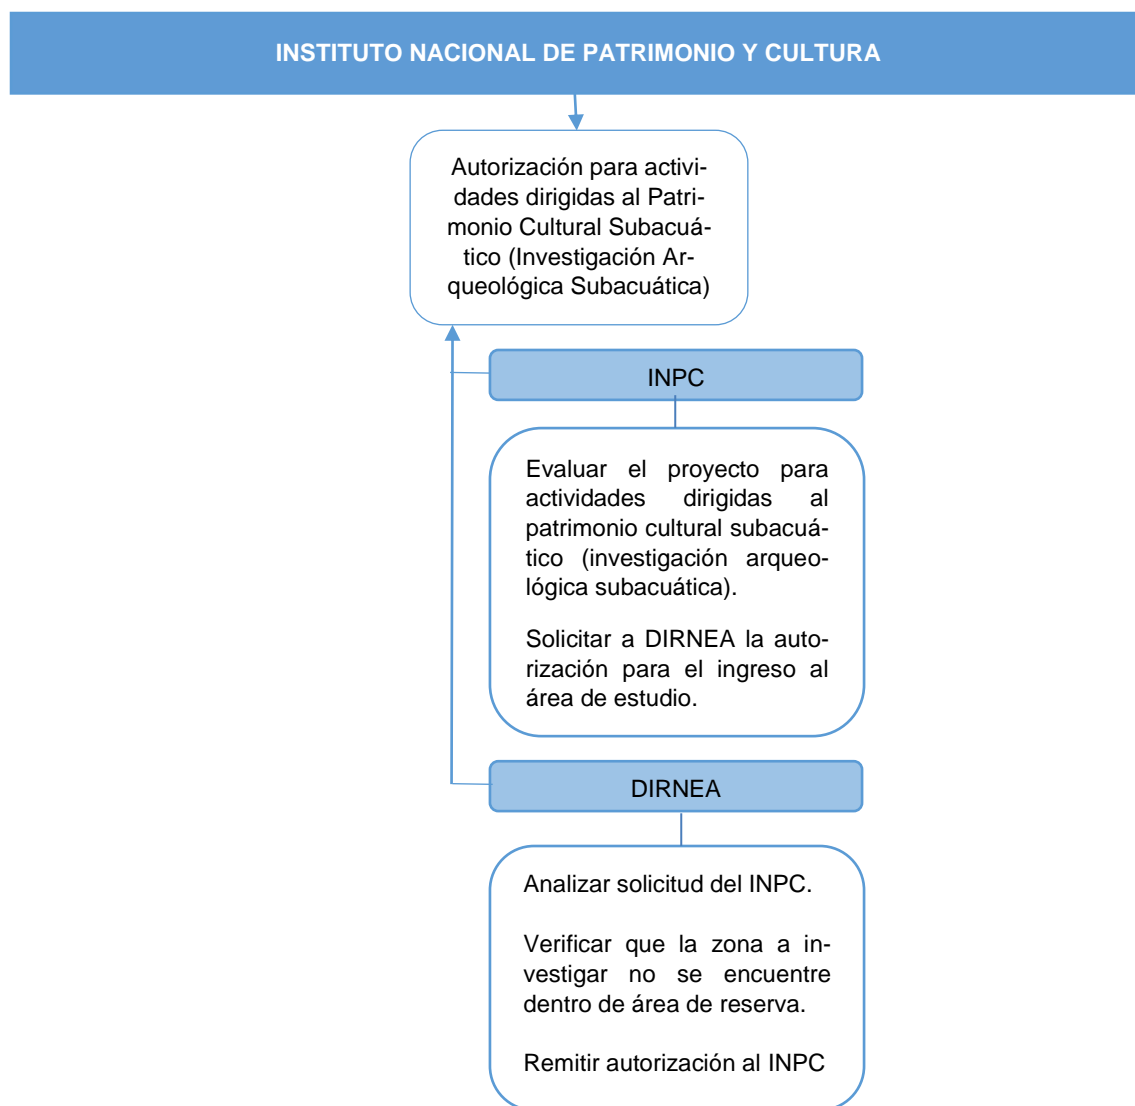 INSTITUTO NACIONAL DE PATRIMONIO Y CULTURA
Autorización para activi-
dades dirigidas al Patri-
monio Cultural Subacuá-
tico (Investigación Ar-
queológica Subacuática)
INPC
Evaluar el proyecto para
actividades dirigidas al
patrimonio cultural subacuá-
tico (investigación arqueo-
lógica subacuática).
Solicitar a DIRNEA la auto-
rización para el ingreso al
área de estudio.
DIRNEA
Analizar solicitud del INPC.
Verificar que la zona a in-
vestigar no se encuentre
dentro de área de reserva.
Remitir autorización al INPC